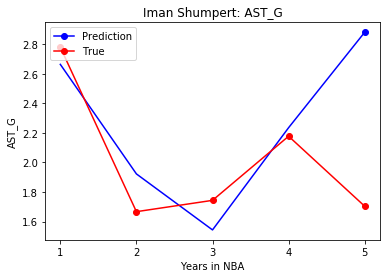 Iman Shumpert: AST_G
Prediction
True
AST_G
2.8
2.6
2.4
2.2
2.0
1.8
1.6
1
2
3
4
5
Years in NBA